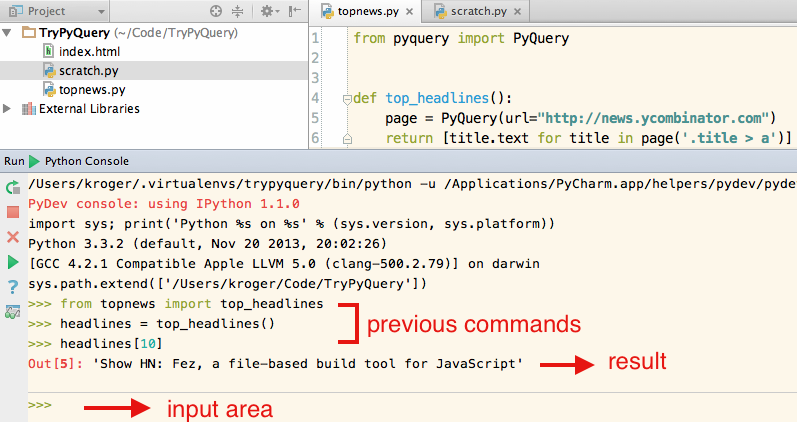 Project
TryPyQuery (~/Code/TryPyQuery)
index.html
scratch.py
topnews.py
External Libraries
topnews.py scratch.py
1 from pyquery import PyQuery
2
3
4 def top_headlines():
5 page = PyQuery(url="http://news.ycombinator.com")
6 return [title.text for title in page('.title > a')]
Run Python Console
/Users/kroger/.virtualenvs/trypyquery/bin/python -u /Applications/PyCharm.app/helpers/pydev/pyde
PyDev console: using IPython 1.1.0
import sys; print('Python %s on %s' % (sys.version, sys.platform))
Python 3.3.2 (default, Nov 20 2013, 20:02:26)
[GCC 4.2.1 Compatible Apple LLVM 5.0 (clang-500.2.79)] on darwin
sys.path.extend(['/Users/kroger/Code/TryPyQuery'])
>>> from topnews import top_headlines
>>> headlines = top_headlines()
>>> headlines[10]
previous commands
Out[5]: 'Show HN: Fez, a file-based build tool for JavaScript'
result
>>>
input area